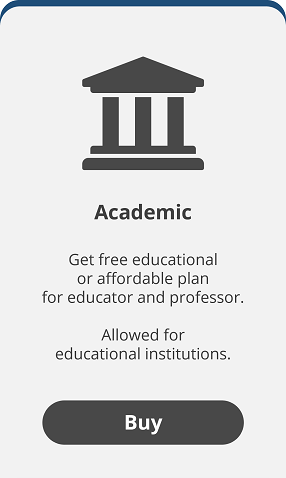 Academic
Get free educational
or affordable plan
for educator and professor.
Allowed for
educational institutions.
Buy